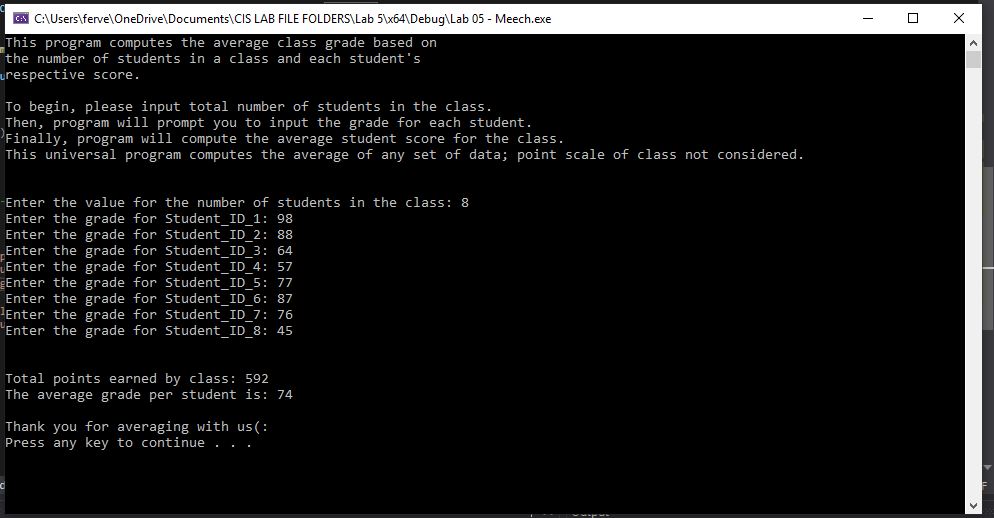 C:\Users\ferve\OneDrive\Documents\CIS LAB FILE FOLDERS\Lab 5\x64\Debug\Lab 05 - Meech.exe
This program computes the average class grade based on
the number of students in a class and each student's
respective score.
To begin, please input total number of students in the class.
Then, program will prompt you to input the grade for each student.
Finally, program will compute the average student score for the class.
This universal program computes the average of any set of data; point scale of class not considered.
Enter the value for the number of students in the class: 8
Enter the grade for Student_ID_1: 98
Enter the grade for Student_ID_2: 88
Enter the grade for Student_ID_3: 64
Enter the grade for Student_ID_4: 57
Enter the grade for Student_ID_5: 77
Enter the grade for Student_ID_6: 87
Enter the grade for Student_ID_7: 76
Enter the grade for Student_ID_8: 45
Total points earned by class: 592
The average grade per student is: 74
Thank you for averaging with us(:
Press any key to continue . . .